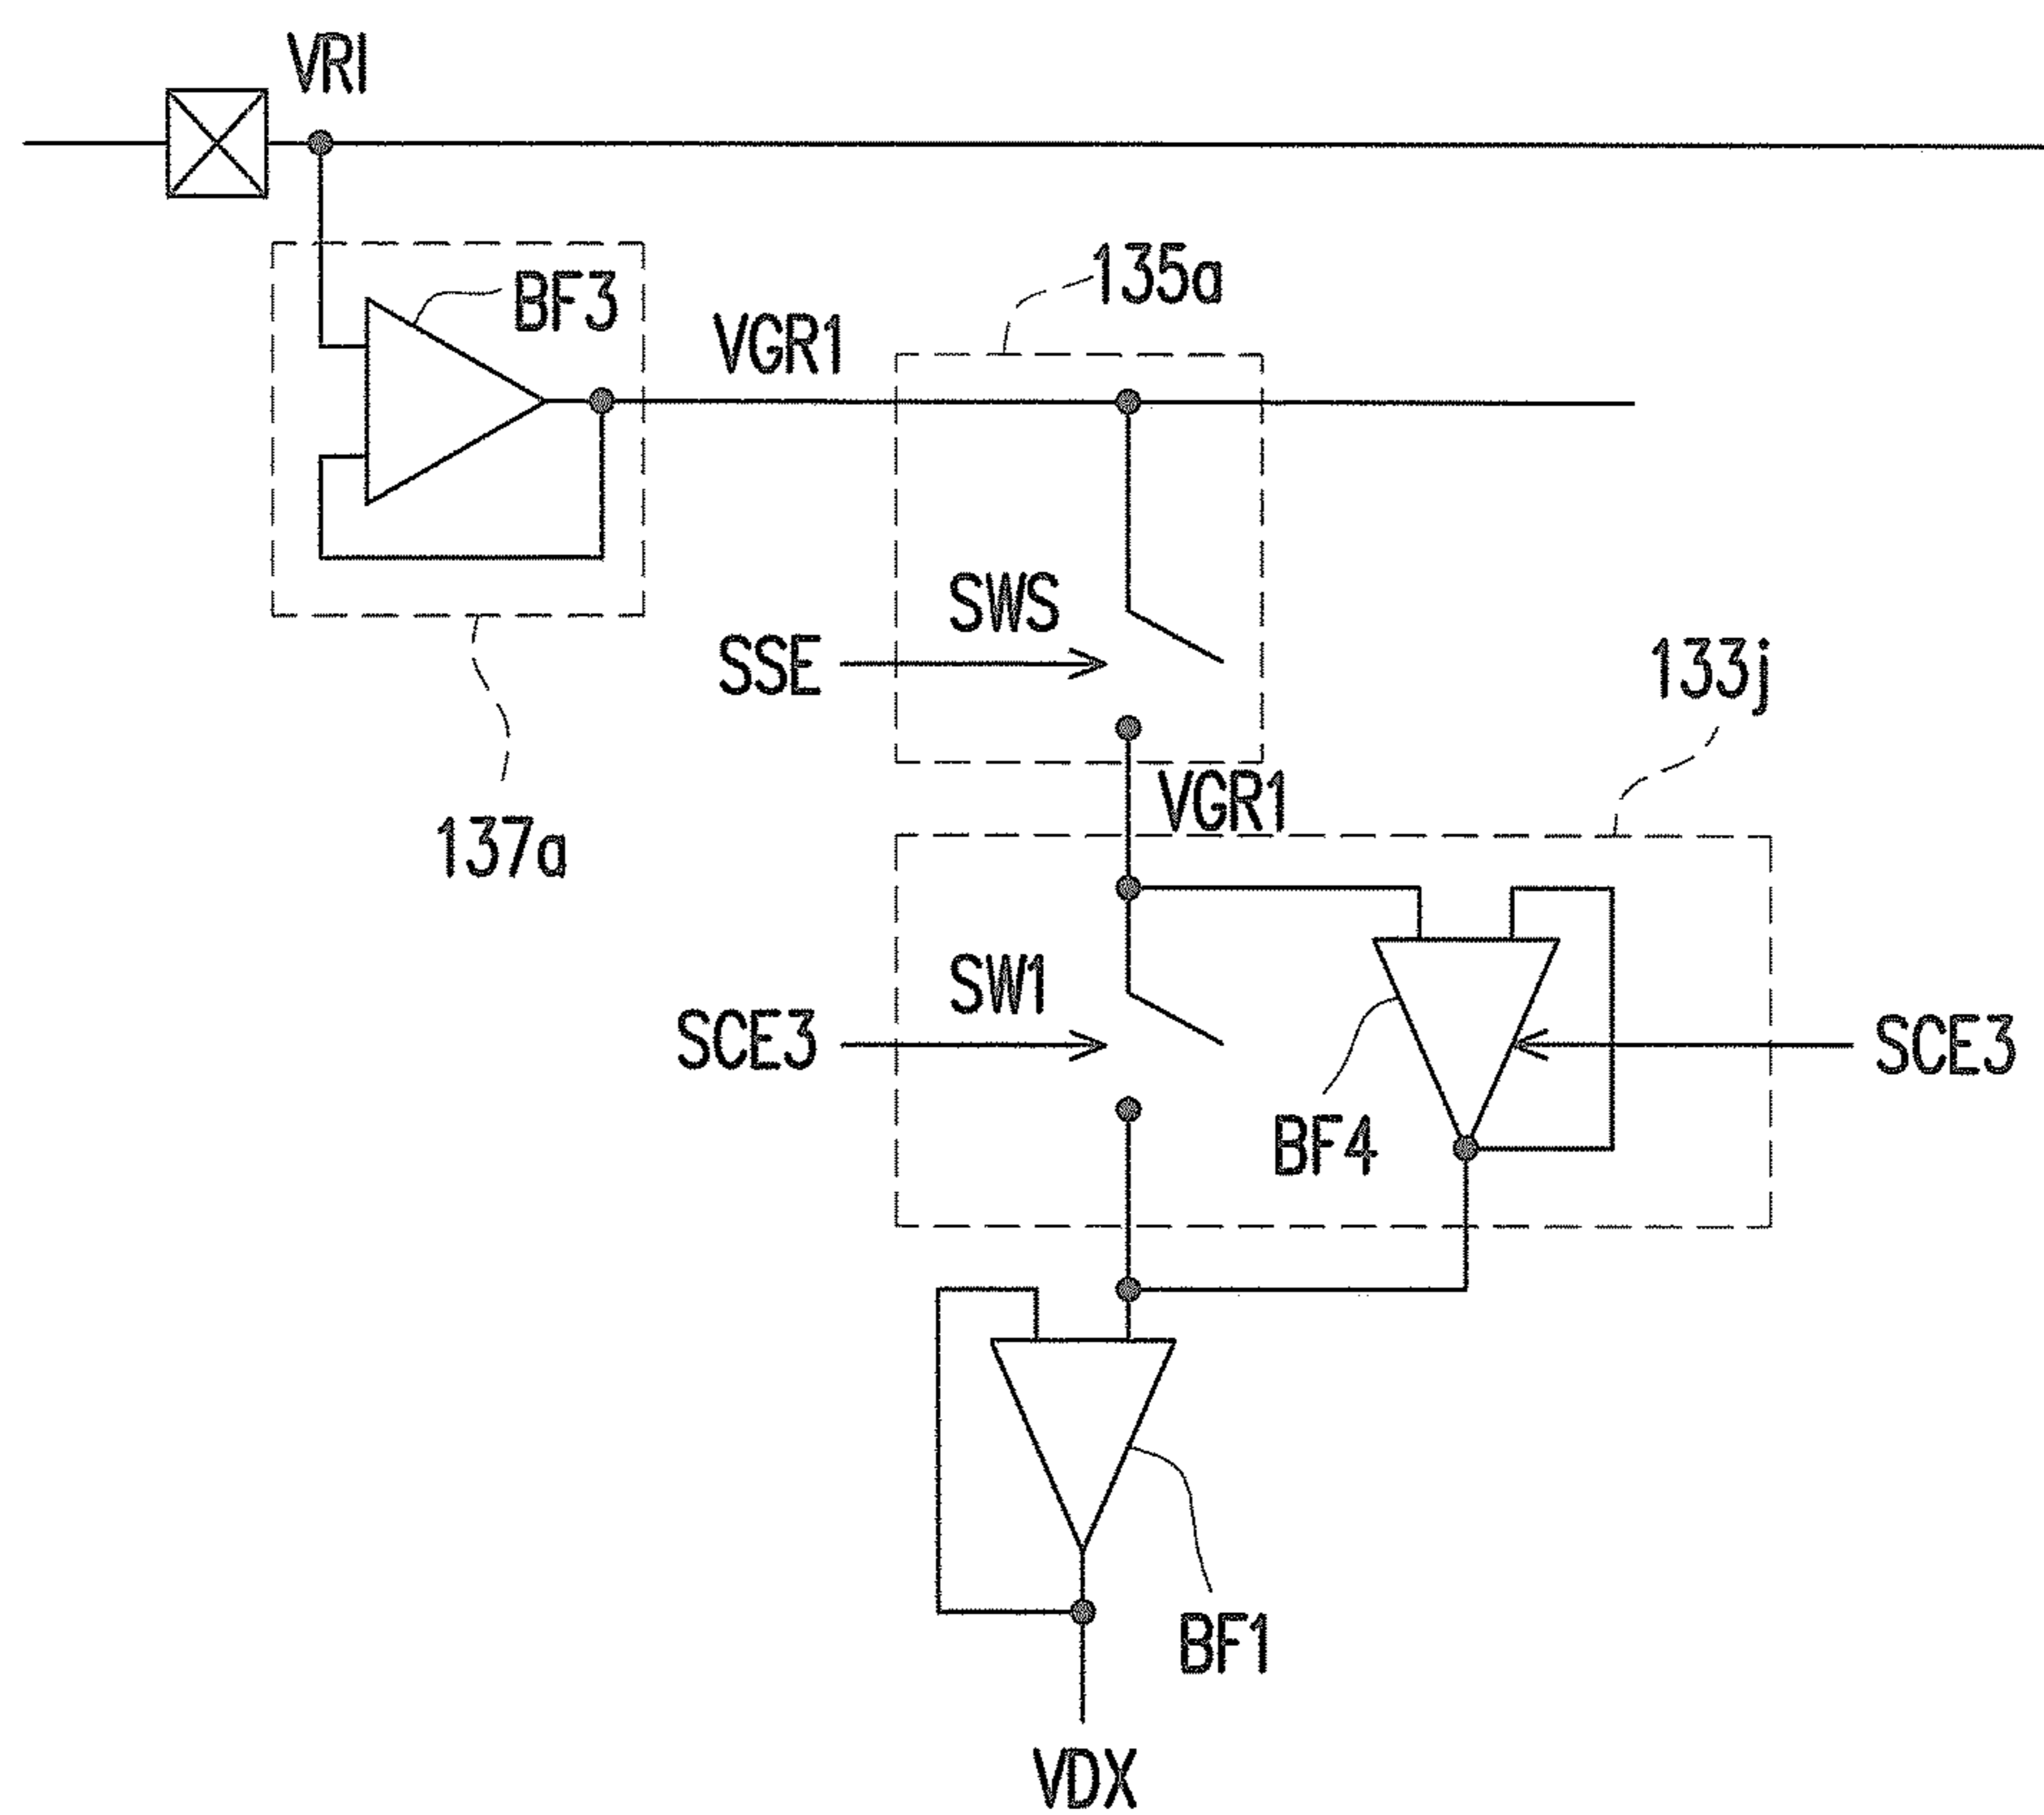 VRI
135a
BF3
VGR1
SWS
SSE
133j
VGR1
137a
SW1
SCE3
SCE3
BF4
BF1
VDX